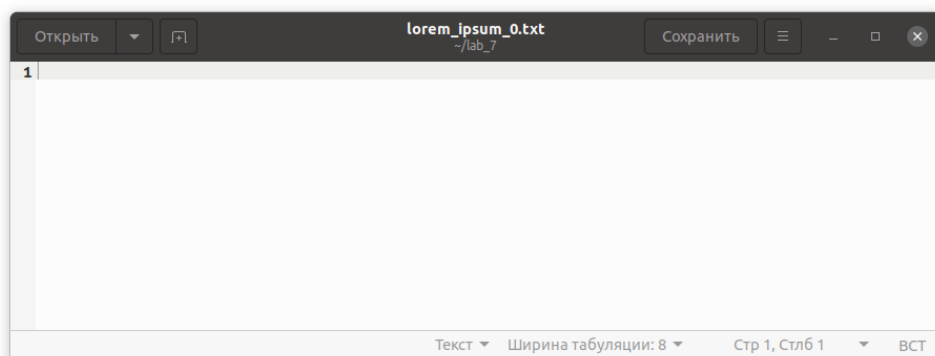 Открыть
lorem_ipsum_0.txt
~/lab_7
Сохранить
1
Текст Ширина табуляции: 8 Стр 1, Стлб 1 ВСТ